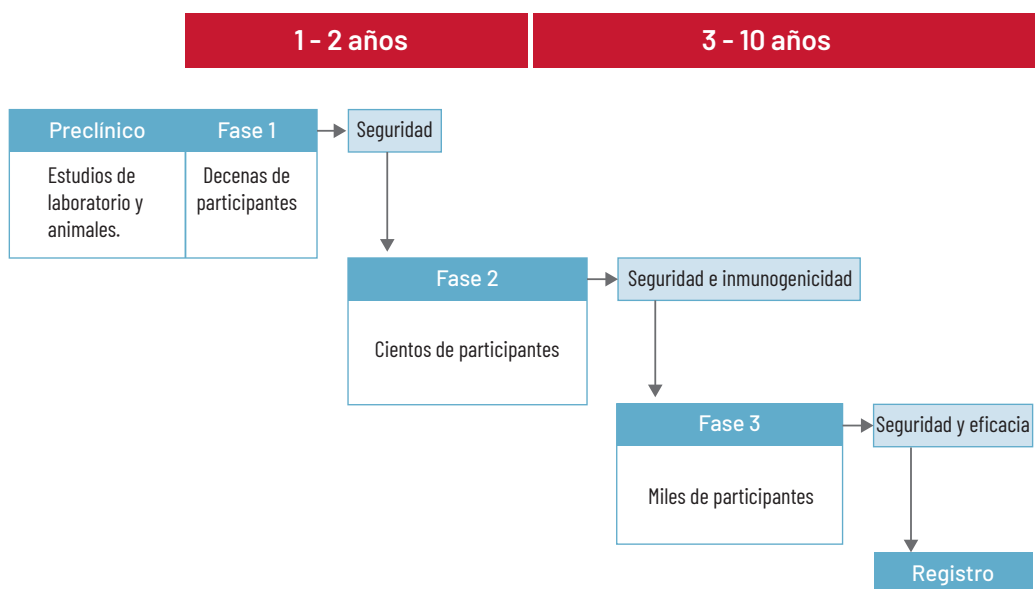 1 - 2 años
3 - 10 años
Preclínico
Fase 1
Seguridad
Estudios de
laboratorio y
animales.
Decenas de
participantes
Fase 2
Seguridad e inmunogenicidad
Cientos de participantes
Fase 3
Seguridad y eficacia
Miles de participantes
Registro